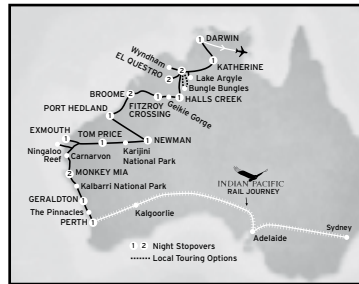 1 DARWIN
Wyndham
EL QUESTRO
2
1
KATHERINE
Lake Argyle
Bungle Bungles
BROOME 2
1
1
HALLS CREEK
FITZROY
CROSSING
Geikie Gorge
PORT HEDLAND
1
EXMOUTH
1
TOM PRICE
1
1 NEWMAN
Ningaloo
Reef
Carnarvon
Karijini
National Park
2 MONKEY MIA
Kalbarri National Park
GERALDTON 1
The Pinnacles
PERTH 1
Kalgoorlie
INDIAN PACIFIC
RAIL JOURNEY
Adelaide
Sydney
1 2 Night Stopovers
Local Touring Options